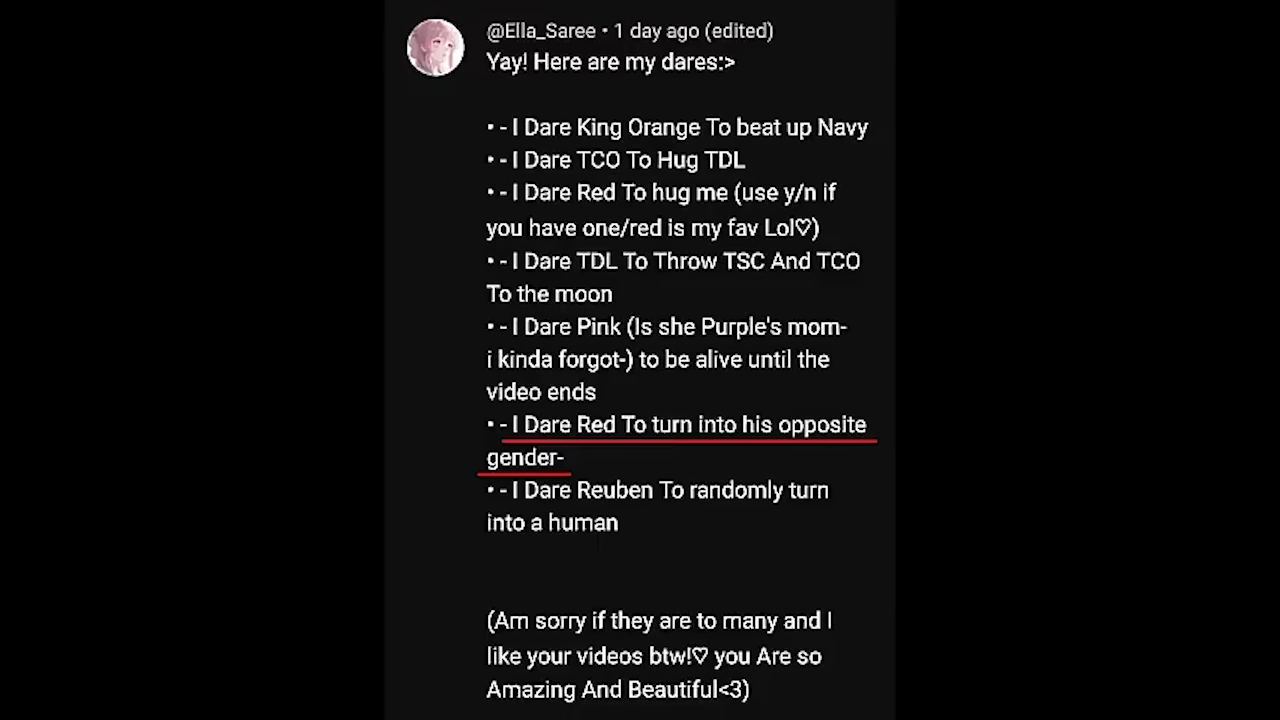 @Ella_Saree • 1 day ago (edited)
Yay! Here are my dares:>
• - I Dare King Orange To beat up Navy
• - I Dare TCO To Hug TDL
• - I Dare Red To hug me (use y/n if
you have one/red is my fav Lol♡)
• - I Dare TDL To Throw TSC And TCO
To the moon
• - I Dare Pink (Is she Purple's mom-
i kinda forgot-) to be alive until the
video ends
• - I Dare Red To turn into his opposite
gender-
• - I Dare Reuben To randomly turn
into a human
(Am sorry if they are to many and I
like your videos btw!♡ you Are so
Amazing And Beautiful<3)